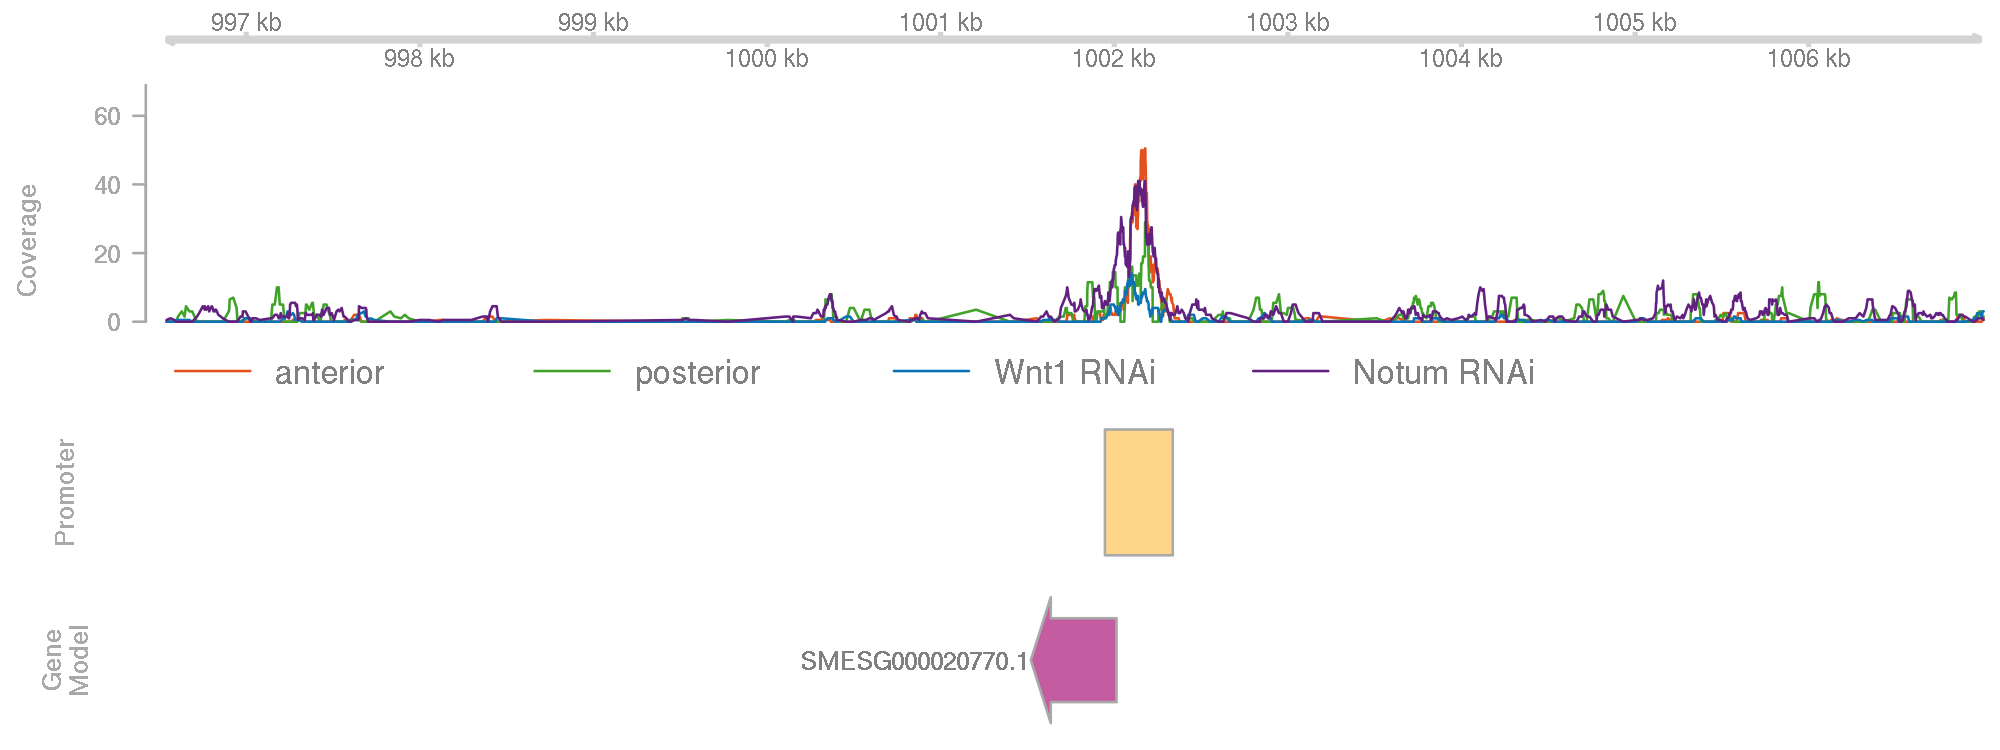 997 kb 999 kb 1001 kb 1003 kb 1005 kb
998 kb 1000 kb 1002 kb 1004 kb 1006 kb
60
40
20
0
Coverage
anterior posterior Wnt1 RNAi Notum RNAi
Promoter
Gene
Model
SMESG000020770.1